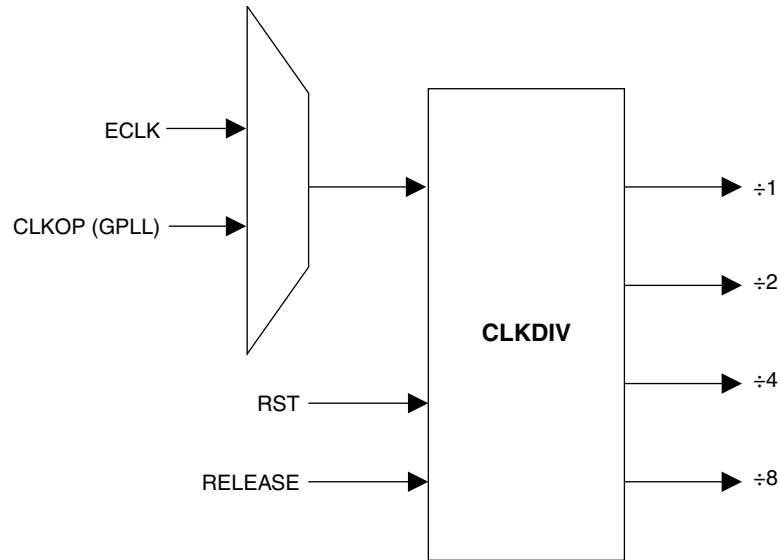 ECLK
CLKOP (GPLL)
RST
RELEASE
CLKDIV
÷1
÷2
÷4
÷8